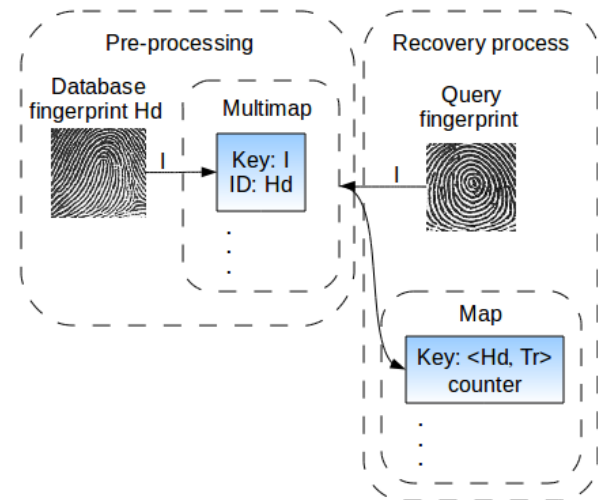 Pre-processing
Database
fingerprint Hd
I
Multimap
Key: I
ID: Hd
Recovery process
Query
fingerprint
I
Map
Key: <Hd, Tr>
counter